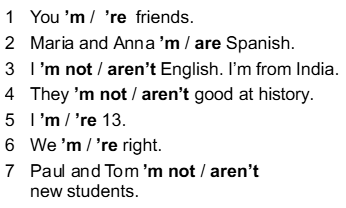 1 You ’m / ’re friends.
2 Maria and Anna ’m / are Spanish.
3 I ’m not / aren’t English. I’m from India.
4 They ’m not / aren’t good at history.
5 I ’m / ’re 13.
6 We ’m / ’re right.
7 Paul and Tom ’m not / aren’t
new students.